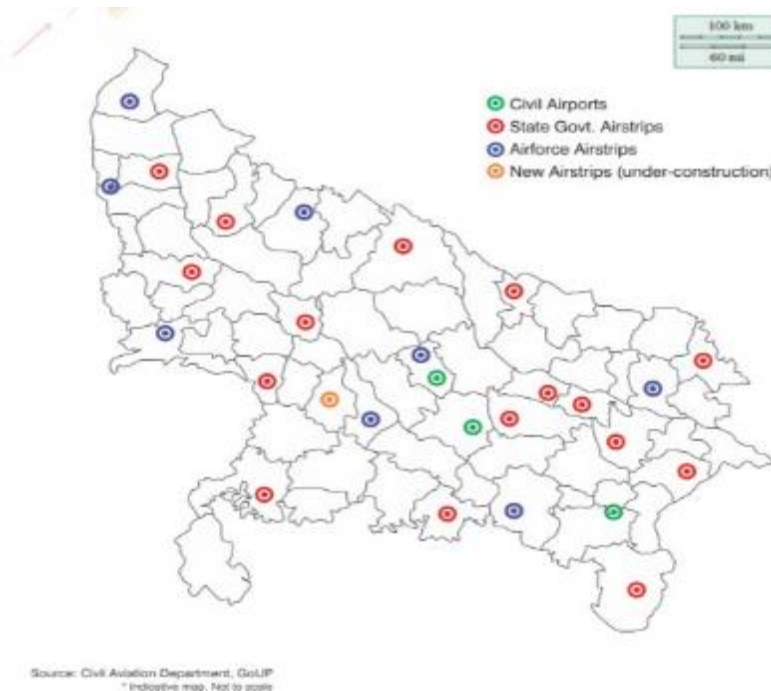 100 km
60 mi
Civil Airports
State Govt. Airstrips
Airforce Airstrips
New Airstrips (under-construction)
Source: Civil Aviation Department, GoUP
* Indicative map. Not to scale